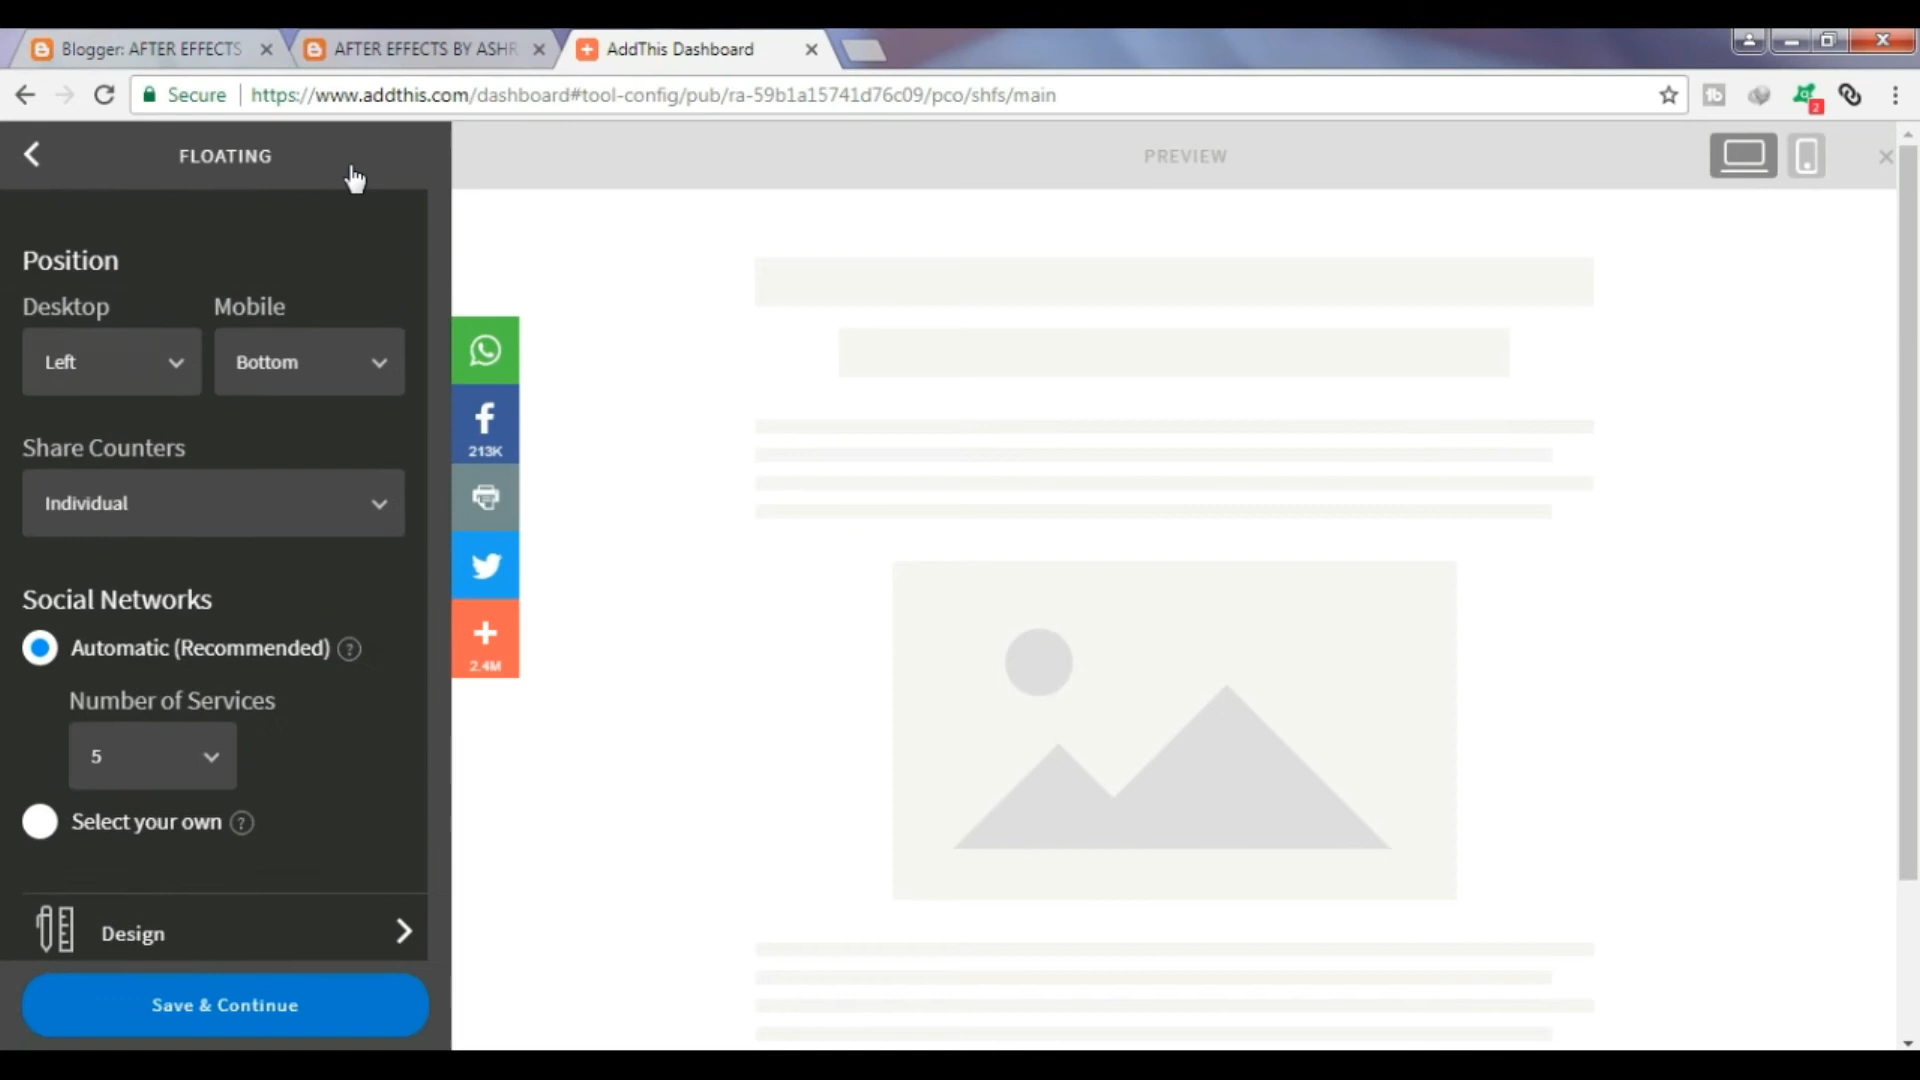 Blogger: AFTER EFFECTS
AFTER EFFECTS BY ASHR
AddThis Dashboard
Secure
https://www.addthis.com/dashboard#tool-config/pub/ra-59b1a15741d76c09/pco/shfs/main
2
FLOATING
PREVIEW
Position
Desktop
Mobile
Left
Bottom
Share Counters
Individual
213K
2.4M
Social Networks
Automatic (Recommended) ?
Number of Services
5
Select your own ?
Design
Save & Continue